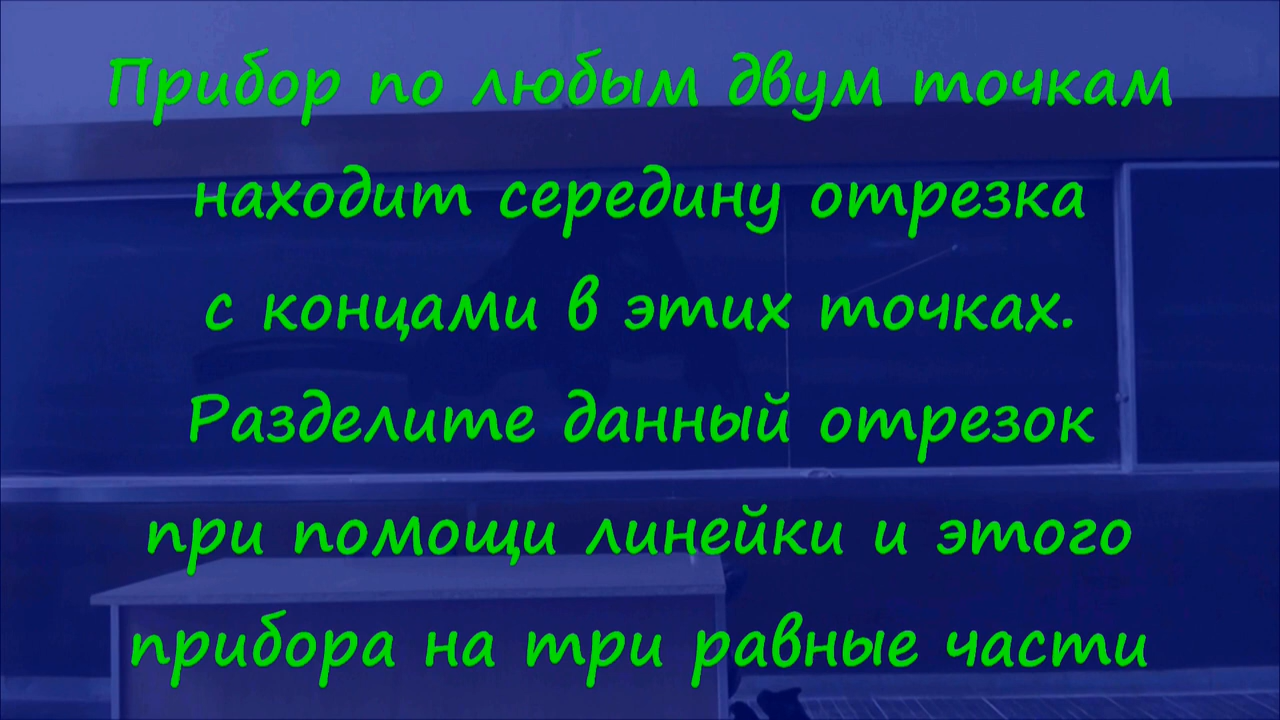 Прибор по любым двум точкам
находит середину отрезка
с концами в этих точках.
Разделите данный отрезок
при помощи линейки и этого
прибора на три равные части